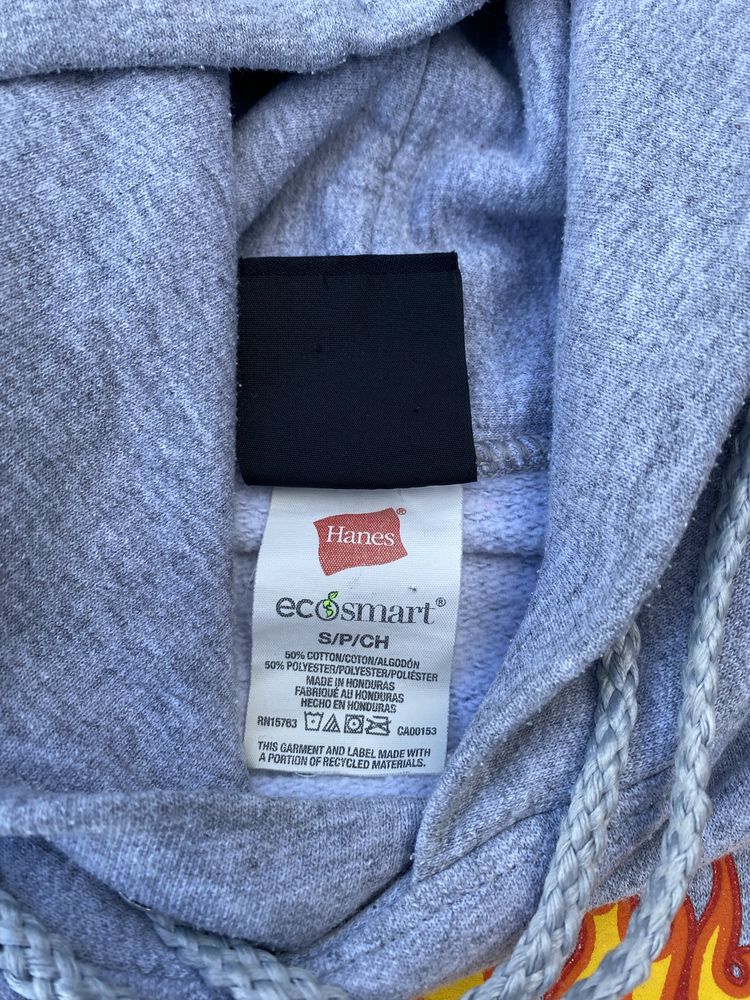 Hanes®
ecosmart®
S/P/CH
50% COTTON/COTON/ALGODÓN
50% POLYESTER/POLYESTER/POLIÉSTER
MADE IN HONDURAS
FABRIQUÉ AU HONDURAS
HECHO EN HONDURAS
RN15763 CA00153
THIS GARMENT AND LABEL MADE WITH
A PORTION OF RECYCLED MATERIALS.